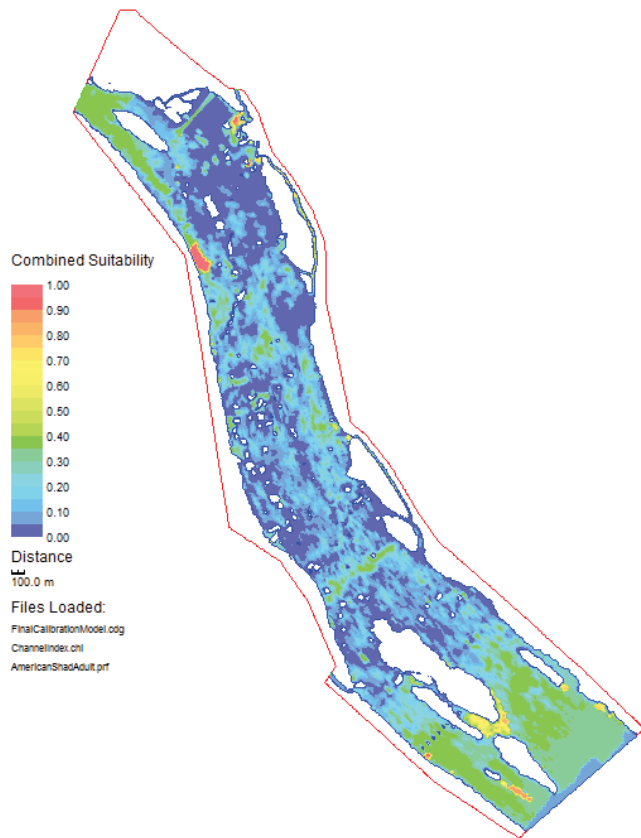 Combined Suitability
1.00
0.90
0.80
0.70
0.60
0.50
0.40
0.30
0.20
0.10
0.00
Distance
100.0 m
Files Loaded:
FinalCalibrationModel.cdg
ChannelIndex.chi
AmericanShadAdult.prf